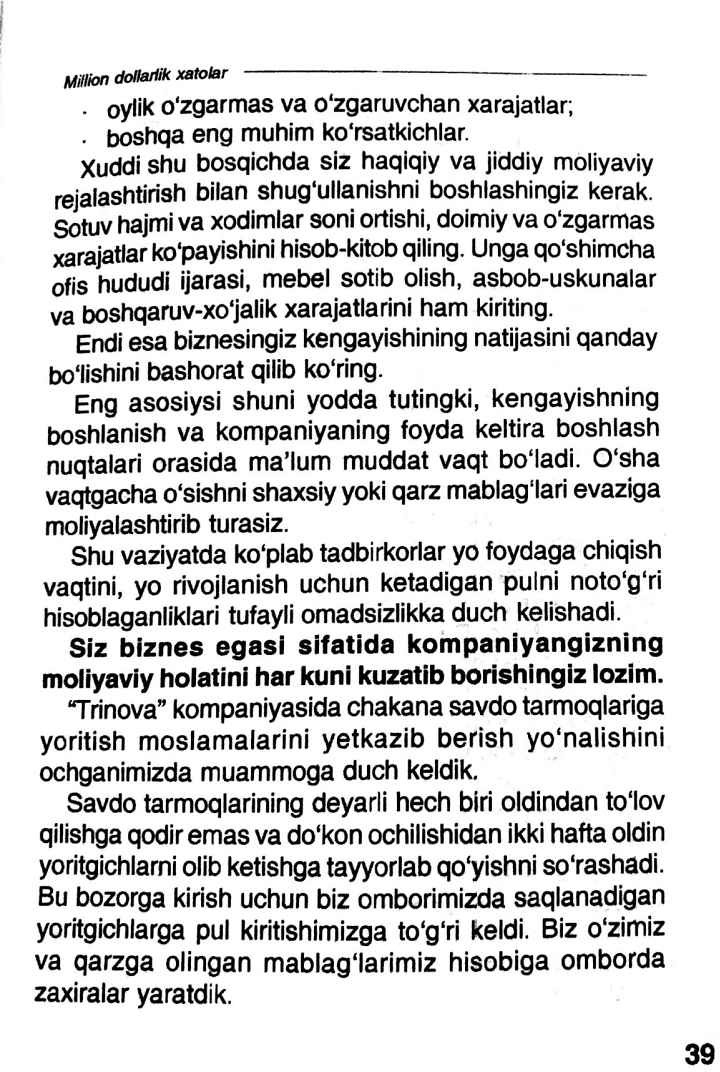 Million dollarlik xatolar
· oylik o‘zgarmas va o‘zgaruvchan xarajatlar;
· boshqa eng muhim ko‘rsatkichlar.
Xuddi shu bosqichda siz haqiqiy va jiddiy moliyaviy
rejalashtirish bilan shug‘ullanishni boshlashingiz kerak.
Sotuv hajmi va xodimlar soni ortishi, doimiy va o‘zgarmas
xarajatlar ko‘payishini hisob-kitob qiling. Unga qo‘shimcha
ofis hududi ijarasi, mebel sotib olish, asbob-uskunalar
va boshqaruv-xo‘jalik xarajatlarini ham kiriting.
Endi esa biznesingiz kengayishining natijasini qanday
bo‘lishini bashorat qilib ko‘ring.
Eng asosiysi shuni yodda tutingki, kengayishning
boshlanish va kompaniyaning foyda keltira boshlash
nuqtalari orasida ma’lum muddat vaqt bo‘ladi. O‘sha
vaqtgacha o‘sishni shaxsiy yoki qarz mablag‘lari evaziga
moliyalashtirib turasiz.
Shu vaziyatda ko‘plab tadbirkorlar yo foydaga chiqish
vaqtini, yo rivojlanish uchun ketadigan pulni noto‘g‘ri
hisoblaganliklari tufayli omadsizlikka duch kelishadi.
Siz biznes egasi sifatida kompaniyangizning
moliyaviy holatini har kuni kuzatib borishingiz lozim.
“Trinova” kompaniyasida chakana savdo tarmoqlariga
yoritish moslamalarini yetkazib berish yo‘nalishini
ochganimizda muammoga duch keldik.
Savdo tarmoqlarining deyarli hech biri oldindan to‘lov
qilishga qodir emas va do‘kon ochilishidan ikki hafta oldin
yoritgichlarni olib ketishga tayyorlab qo‘yishni so‘rashadi.
Bu bozorga kirish uchun biz omborimizda saqlanadigan
yoritgichlarga pul kiritishimizga to‘g‘ri keldi. Biz o‘zimiz
va qarzga olingan mablag‘larimiz hisobiga omborda
zaxiralar yaratdik.
39